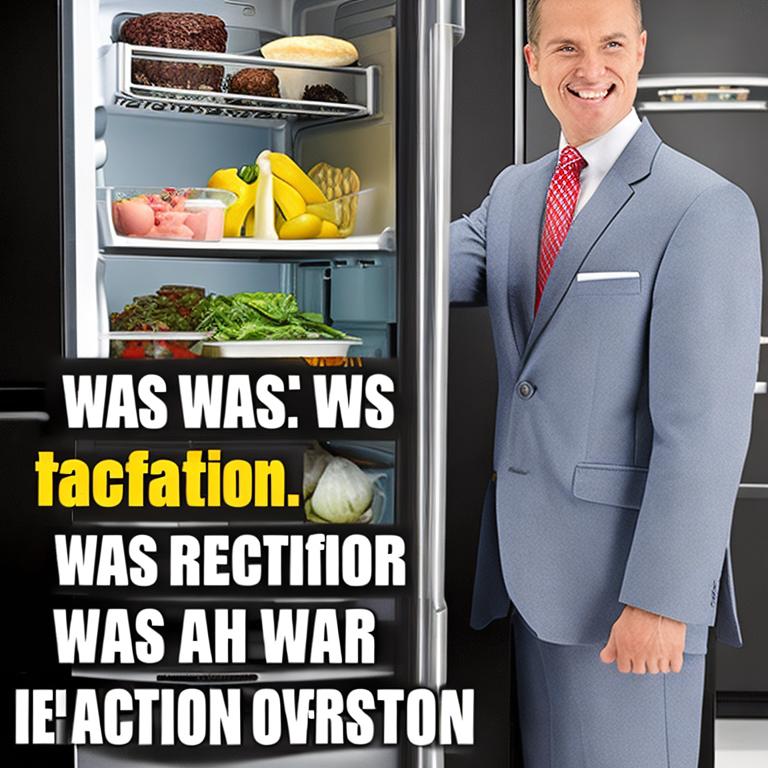 WAS WAS: WS
tacfation.
WAS RECTIfIOR
WAS AH WAR
IE' ACTION OVRSTON